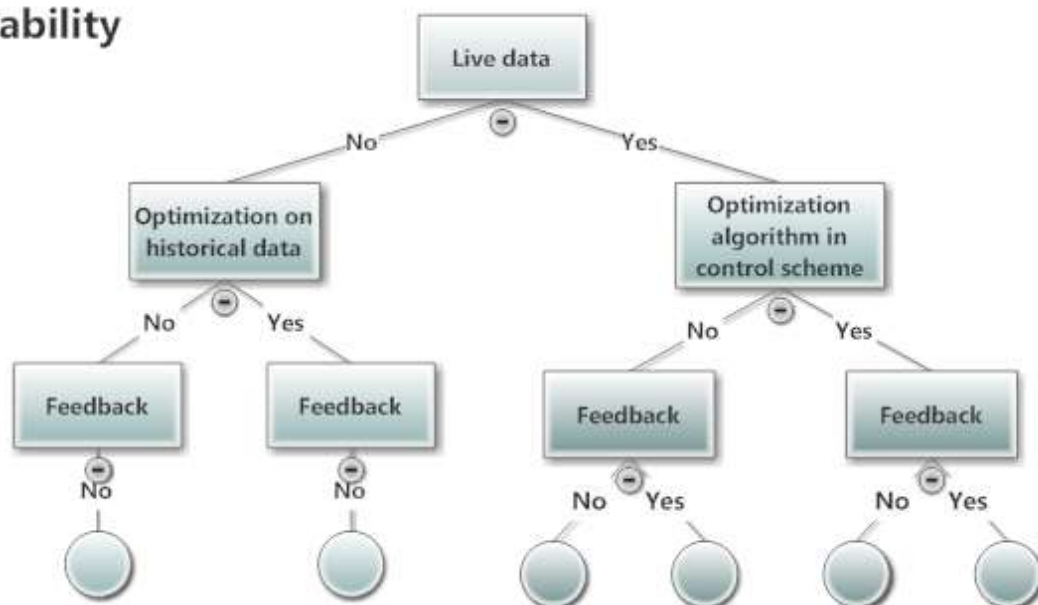 ability
Live data
No
Yes
Optimization on
historical data
Optimization
algorithm in
control scheme
No
Yes
No
Yes
Feedback
Feedback
Feedback
Feedback
No
No
No
Yes
No
Yes